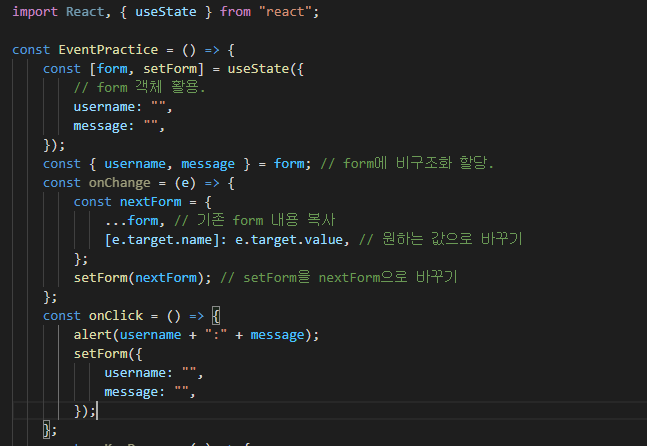 import React, { useState } from "react";
const EventPractice = () => {
const [form, setForm] = useState({
// form 객체 활용.
username: "",
message: "",
});
const { username, message } = form; // form에 비구조화 할당.
const onChange = (e) => {
const nextForm = {
...form, // 기존 form 내용 복사
[e.target.name]: e.target.value, // 원하는 값으로 바꾸기
};
setForm(nextForm); // setForm을 nextForm으로 바꾸기
};
const onClick = () => {
alert(username + ":" + message);
setForm({
username: "",
message: "",
});
};